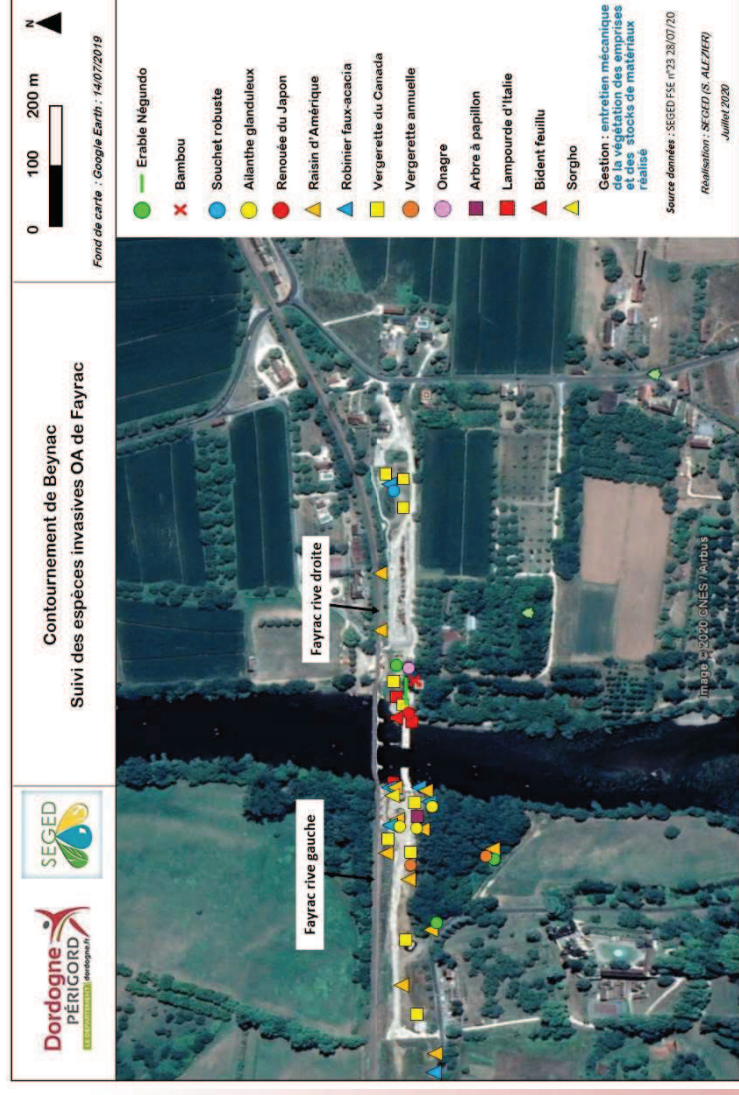 Dordogne
PÉRIGORD
LE DÉPARTEMENT dordogne.fr
SEGED
Contournement de Beynac
Suivi des espèces invasives OA de Fayrac
0 100 200 m
N
Fond de carte : Google Earth : 14/07/2019
Fayrac rive gauche
Fayrac rive droite
Image © 2020 CNES / Airbus
Erable Négundo
Bambou
Souchet robuste
Ailanthe glanduleux
Renouée du Japon
Raisin d'Amérique
Robinier faux-acacia
Vergerette du Canada
Vergerette annuelle
Onagre
Arbre à papillon
Lampourde d'Italie
Bident feuillu
Sorgho
Gestion : entretien mécanique
de la végétation des emprises
et des stocks de matériaux
réalisé
Source données : SEGED FSE n°23 28/07/20
Réalisation : SEGED (S. ALEZIER)
Juillet 2020